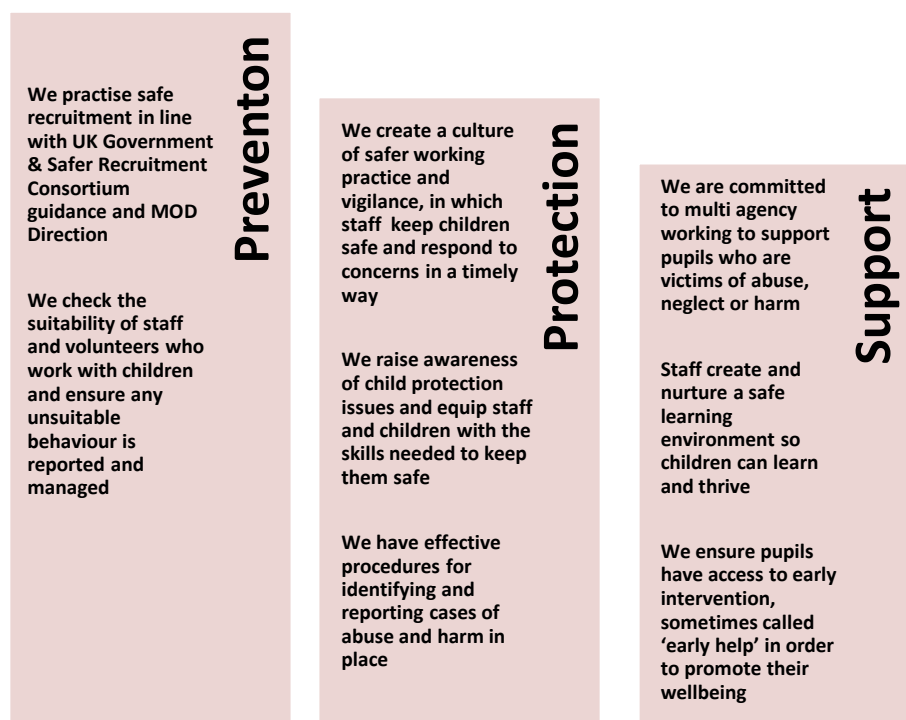 Preventon
We practise safe
recruitment in line
with UK Government
& Safer Recruitment
Consortium
guidance and MOD
Direction
We check the
suitability of staff
and volunteers who
work with children
and ensure any
unsuitable
behaviour is
reported and
managed
Protection
We create a culture
of safer working
practice and
vigilance, in which
staff keep children
safe and respond to
concerns in a timely
way
We raise awareness
of child protection
issues and equip staff
and children with the
skills needed to keep
them safe
We have effective
procedures for
identifying and
reporting cases of
abuse and harm in
place
Support
We are committed
to multi agency
working to support
pupils who are
victims of abuse,
neglect or harm
Staff create and
nurture a safe
learning
environment so
children can learn
and thrive
We ensure pupils
have access to early
intervention,
sometimes called
‘early help’ in order
to promote their
wellbeing